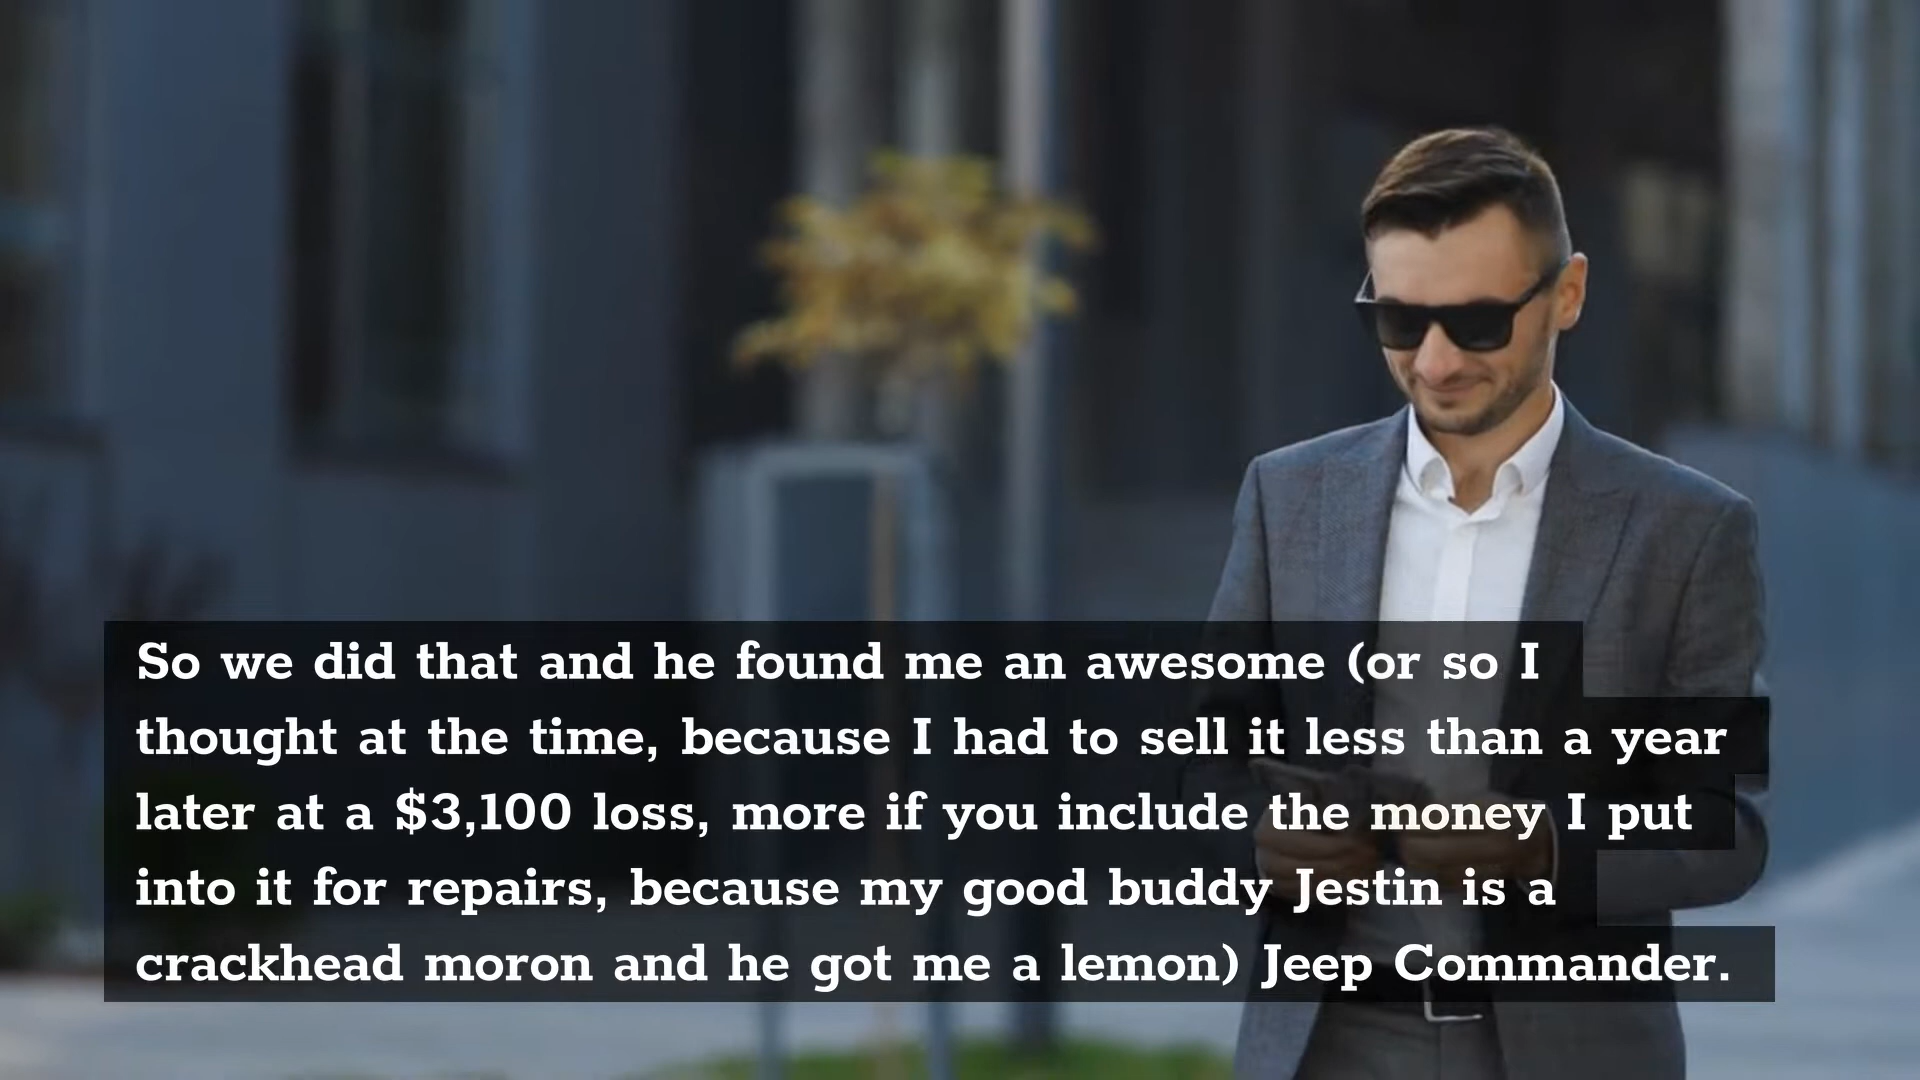 So we did that and he found me an awesome (or so I
thought at the time, because I had to sell it less than a year
later at a $3,100 loss, more if you include the money I put
into it for repairs, because my good buddy Jestin is a
crackhead moron and he got me a lemon) Jeep Commander.